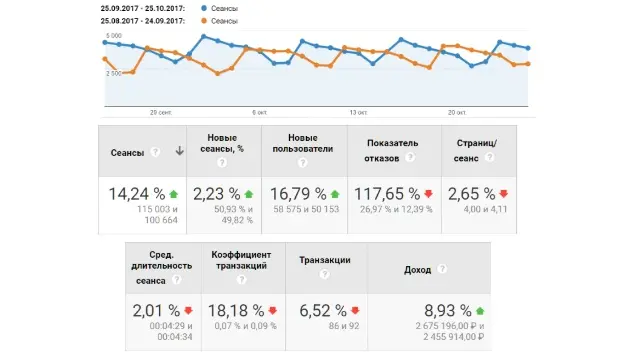 25.09.2017 - 25.10.2017: Сеансы
25.08.2017 - 24.09.2017: Сеансы
5 000
2 500
29 сент.
6 окт.
13 окт.
20 окт.
Сеансы ?
Новые сеансы, % ?
Новые пользователи ?
Показатель отказов ?
Страниц/ сеанс ?
14,24 %
115 003 и
100 664
2,23 %
50,93 % и
49,82 %
16,79 %
58 575 и 50 153
117,65 %
26,97 % и 12,39 %
2,65 %
4,00 и 4,11
Сред. длительность сеанса ?
Коэффициент транзакций ?
Транзакции ?
Доход ?
2,01 %
00:04:29 и
00:04:34
18,18 %
0,07 % и 0,09 %
6,52 %
86 и 92
8,93 %
2 675 196,00 ₽ и
2 455 914,00 ₽